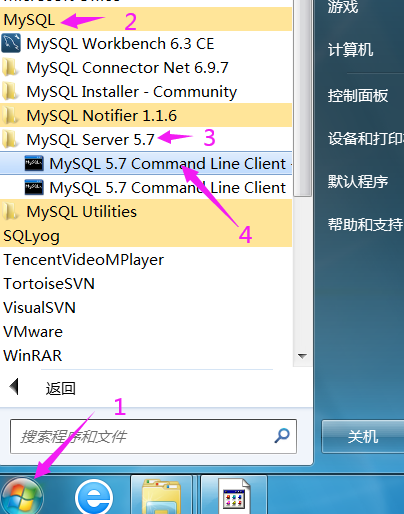 MySQL
2
MySQL Workbench 6.3 CE
MySQL Connector Net 6.9.7
MySQL Installer - Community
MySQL Notifier 1.1.6
MySQL Server 5.7
3
MySQL 5.7 Command Line Client -
MySQL 5.7 Command Line Client
4
MySQL Utilities
SQLyog
TencentVideoMPlayer
TortoiseSVN
VisualSVN
VMware
WinRAR
返回
1
搜索程序和文件
游戏
计算机
控制面板
设备和打印
默认程序
帮助和支持
关机